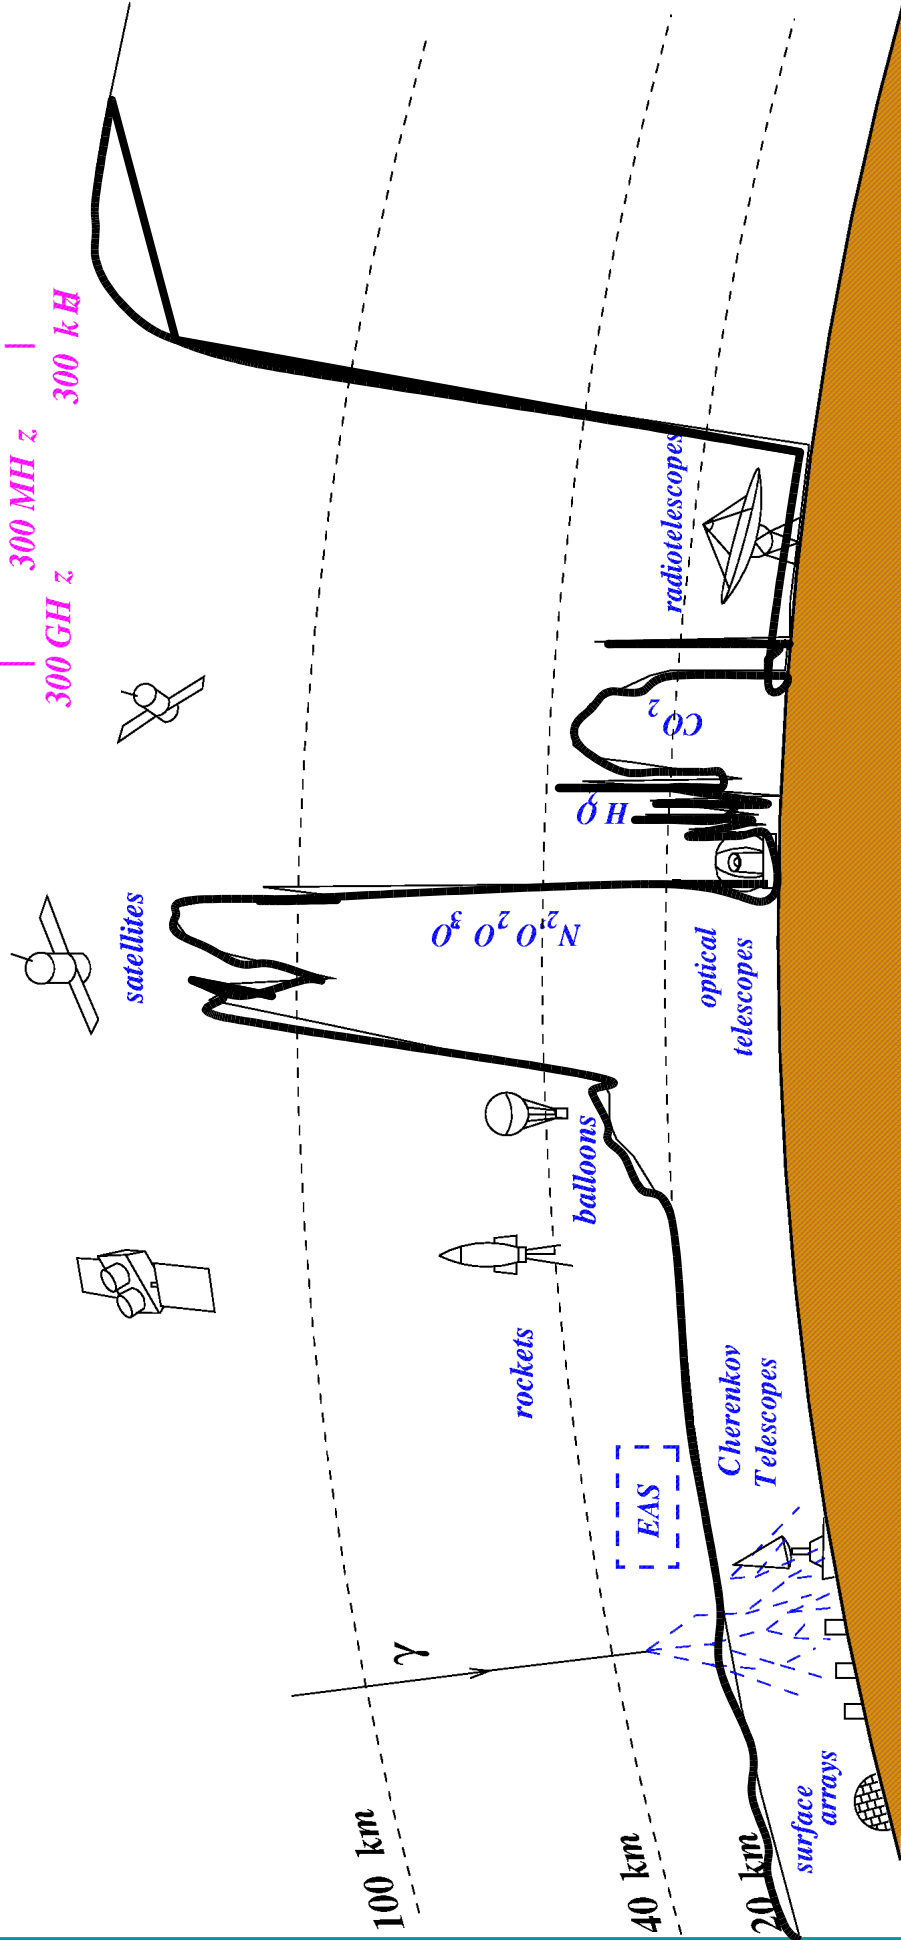 300 GHz
300 MHz
300 kHz
satellites
100 km
γ
rockets
balloons
N₂, O₂ O₃ O
H₂O
CO₂
radiotelescopes
40 km
EAS
optical
telescopes
Cherenkov
Telescopes
20 km
surface
arrays